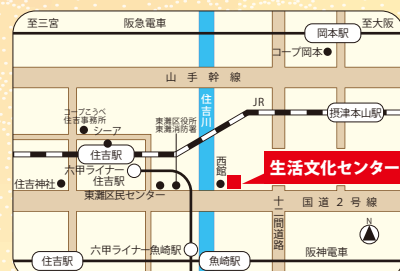 至三宮
阪急電車
至大阪
岡本駅
コープ岡本
山手幹線
住吉川
JR
摂津本山駅
コープこうべ
住吉事務所
シーア
東灘区役所
東灘消防署
住吉駅
六甲ライナー
住吉駅
住吉神社
東灘区民センター
西館
生活文化センター
十二間道路
国道2号線
N
六甲ライナー魚崎駅
住吉駅
魚崎駅
阪神電車